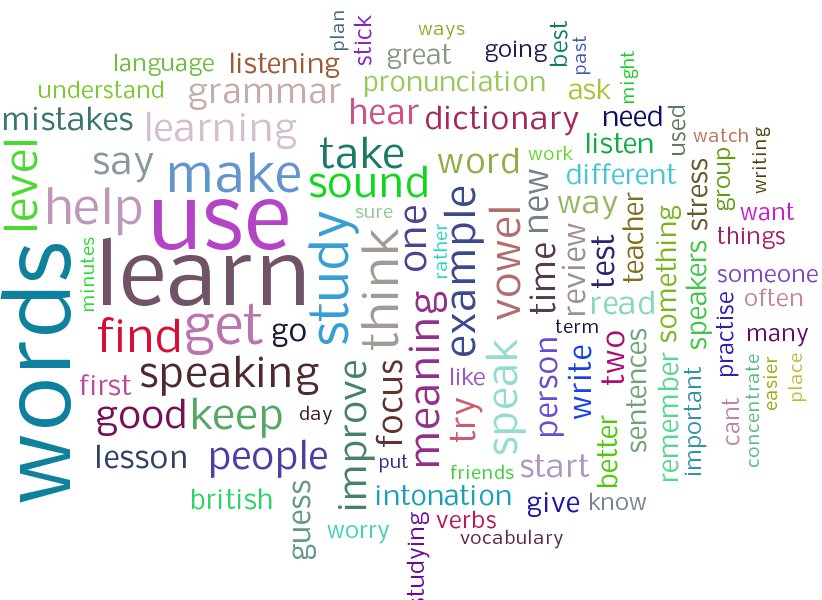 plan
stick
ways
going
best
past
language
listening
great
might
understand
grammar
pronunciation
ask
mistakes
learning
hear
dictionary
need
used
watch
writing
level
say
make
take
sound
word
work
listen
different
stress
group
help
use
sure
study
think
one
rather
example
vowel
new
way
time
review
test
teacher
something
speakers
want
things
words
minutes
learn
find
get
go
meaning
speak
read
someone
often
practise
many
term
first
speaking
good
keep
day
improve
focus
like
try
person
write
two
sentences
remember
important
cant
concentrate
easier
place
lesson
people
put
friends
start
better
british
guess
intonation
give
know
worry
studying
verbs
vocabulary